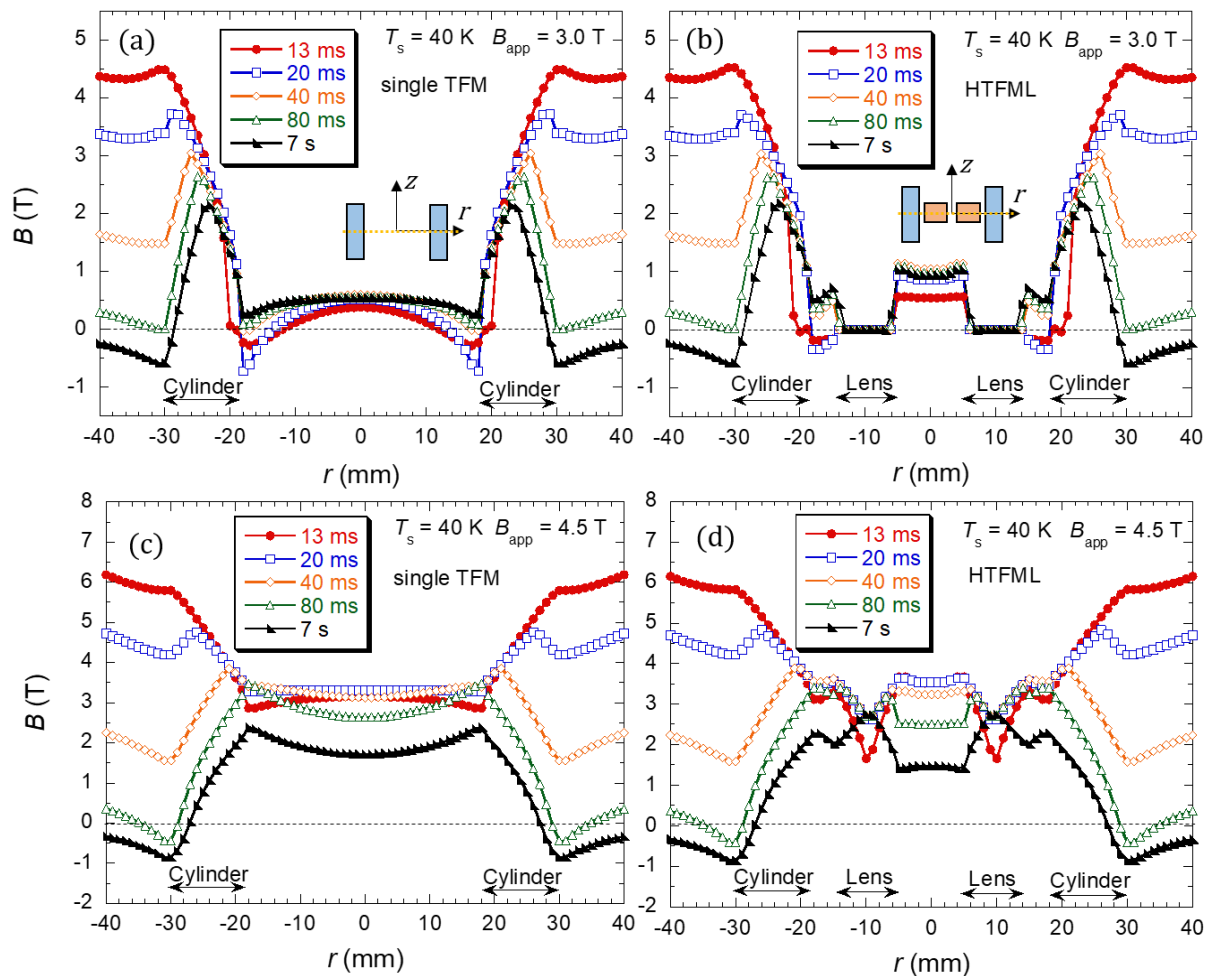 (a)
T_s = 40 K B_app = 3.0 T
single TFM
13 ms
20 ms
40 ms
80 ms
7 s
z
r
Cylinder
Cylinder
5
4
3
2
1
0
-1
B (T)
-40 -30 -20 -10 0 10 20 30 40
r (mm)
(b)
T_s = 40 K B_app = 3.0 T
HTFML
13 ms
20 ms
40 ms
80 ms
7 s
z
r
Cylinder
Lens
Lens
Cylinder
5
4
3
2
1
0
-1
-40 -30 -20 -10 0 10 20 30 40
r (mm)
(c)
T_s = 40 K B_app = 4.5 T
single TFM
13 ms
20 ms
40 ms
80 ms
7 s
Cylinder
Cylinder
8
7
6
5
4
3
2
1
0
-1
-2
B (T)
-40 -30 -20 -10 0 10 20 30 40
r (mm)
(d)
T_s = 40 K B_app = 4.5 T
HTFML
13 ms
20 ms
40 ms
80 ms
7 s
Cylinder
Lens
Lens
Cylinder
8
7
6
5
4
3
2
1
0
-1
-2
-40 -30 -20 -10 0 10 20 30 40
r (mm)